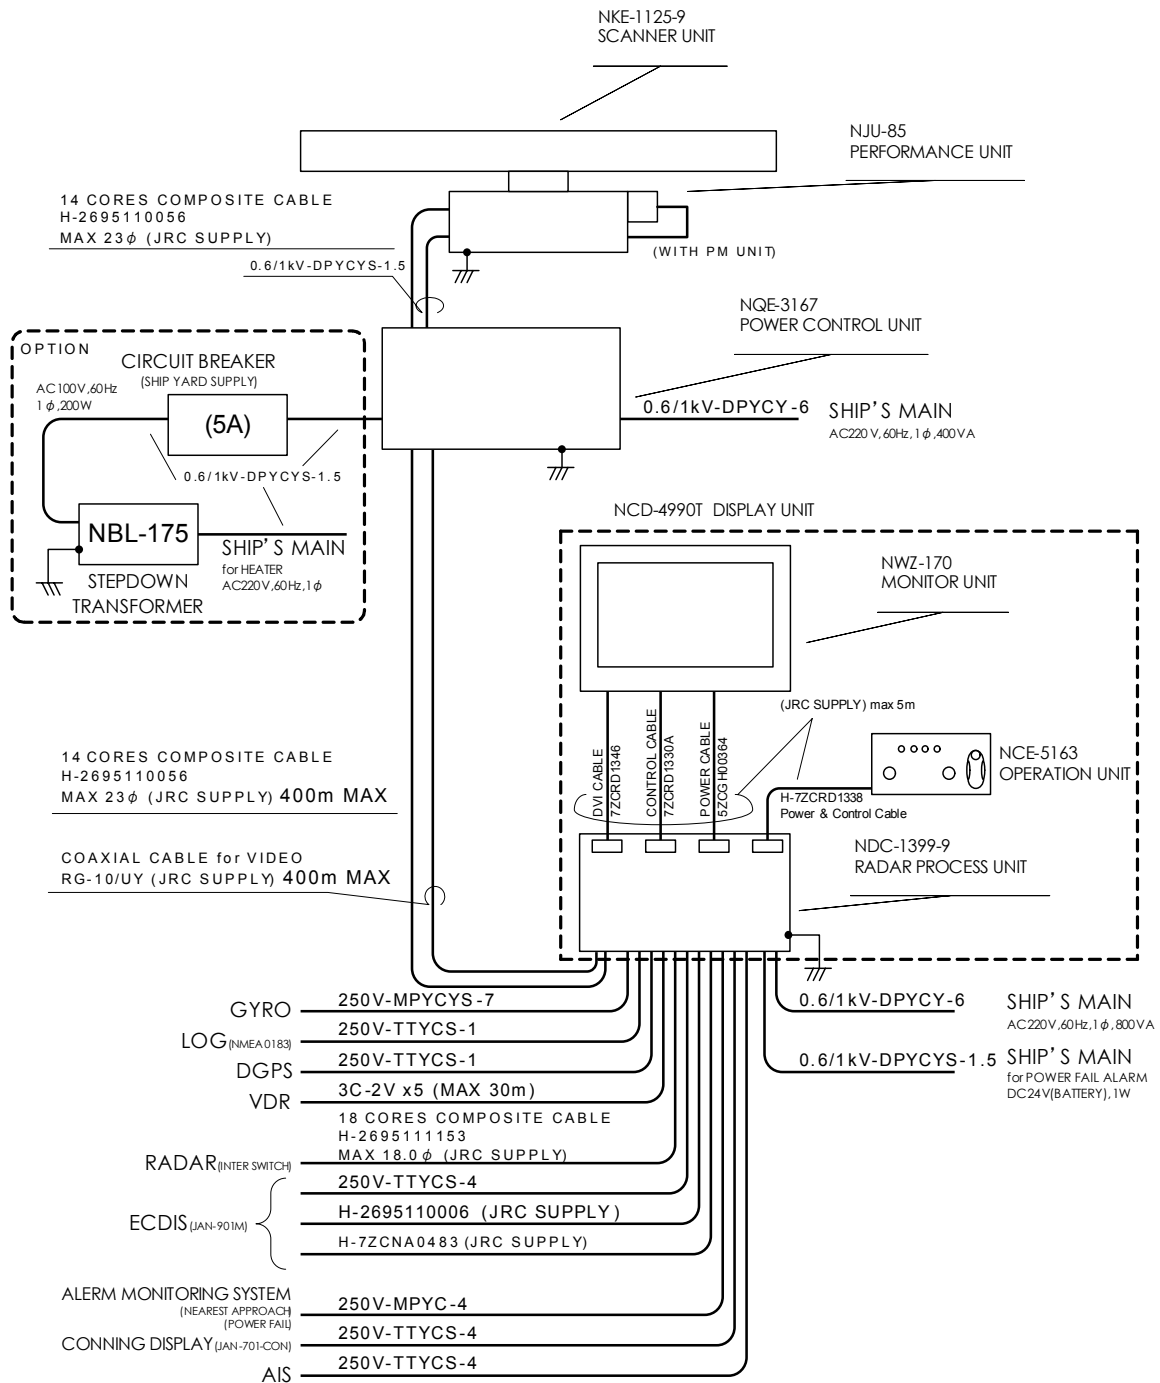 NKE-1125-9
SCANNER UNIT
NJU-85
PERFORMANCE UNIT
14 CORES COMPOSITE CABLE
H-2695110056
MAX 23φ (JRC SUPPLY)
(WITH PM UNIT)
0.6/1kV-DPYCYS-1.5
NQE-3167
POWER CONTROL UNIT
OPTION
CIRCUIT BREAKER
(SHIP YARD SUPPLY)
AC100V,60Hz
1φ,200W
(5A)
0.6/1kV-DPYCY-6
SHIP'S MAIN
AC220V,60Hz,1φ,400VA
0.6/1kV-DPYCYS-1.5
NBL-175
SHIP'S MAIN
for HEATER
AC220V,60Hz,1φ
STEPDOWN
TRANSFORMER
NCD-4990T DISPLAY UNIT
NWZ-170
MONITOR UNIT
(JRC SUPPLY) max 5m
DVI CABLE
7ZCRD1346
CONTROL CABLE
7ZCRD1330A
POWER CABLE
5ZCGH00364
NCE-5163
OPERATION UNIT
H-7ZCRD1338
Power & Control Cable
14 CORES COMPOSITE CABLE
H-2695110056
MAX 23φ (JRC SUPPLY) 400m MAX
NDC-1399-9
RADAR PROCESS UNIT
COAXIAL CABLE for VIDEO
RG-10/UY (JRC SUPPLY) 400m MAX
GYRO
250V-MPYCYS-7
0.6/1kV-DPYCY-6
SHIP'S MAIN
AC220V,60Hz,1φ,800VA
LOG(NMEA0183)
250V-TTYCS-1
DGPS
250V-TTYCS-1
0.6/1kV-DPYCYS-1.5
SHIP'S MAIN
for POWER FAIL ALARM
DC24V(BATTERY),1W
VDR
3C-2V x5 (MAX 30m)
18 CORES COMPOSITE CABLE
H-2695111153
MAX 18.0φ (JRC SUPPLY)
RADAR(INTER SWITCH)
250V-TTYCS-4
ECDIS(JAN-901M)
H-2695110006 (JRC SUPPLY)
H-7ZCNA0483 (JRC SUPPLY)
ALERM MONITORING SYSTEM
(NEAREST APPROACH)
(POWER FAIL)
250V-MPYC-4
CONNING DISPLAY(JAN-701-CON)
250V-TTYCS-4
AIS
250V-TTYCS-4